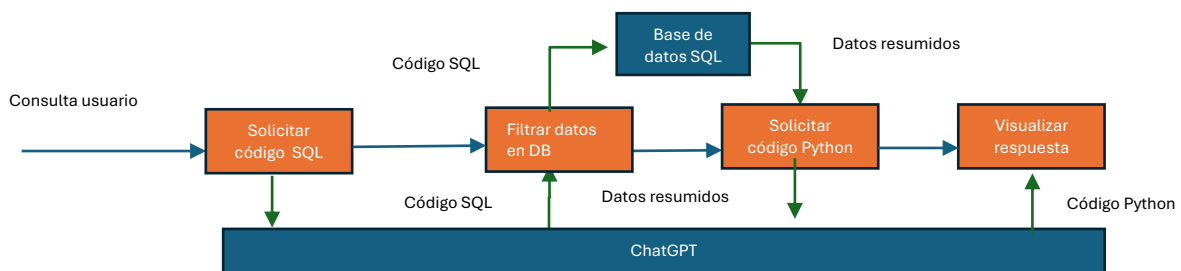 Base de
datos SQL
Datos resumidos
Código SQL
Consulta usuario
Solicitar
código SQL
Filtrar datos
en DB
Solicitar
código Python
Visualizar
respuesta
Código SQL
Datos resumidos
Código Python
ChatGPT